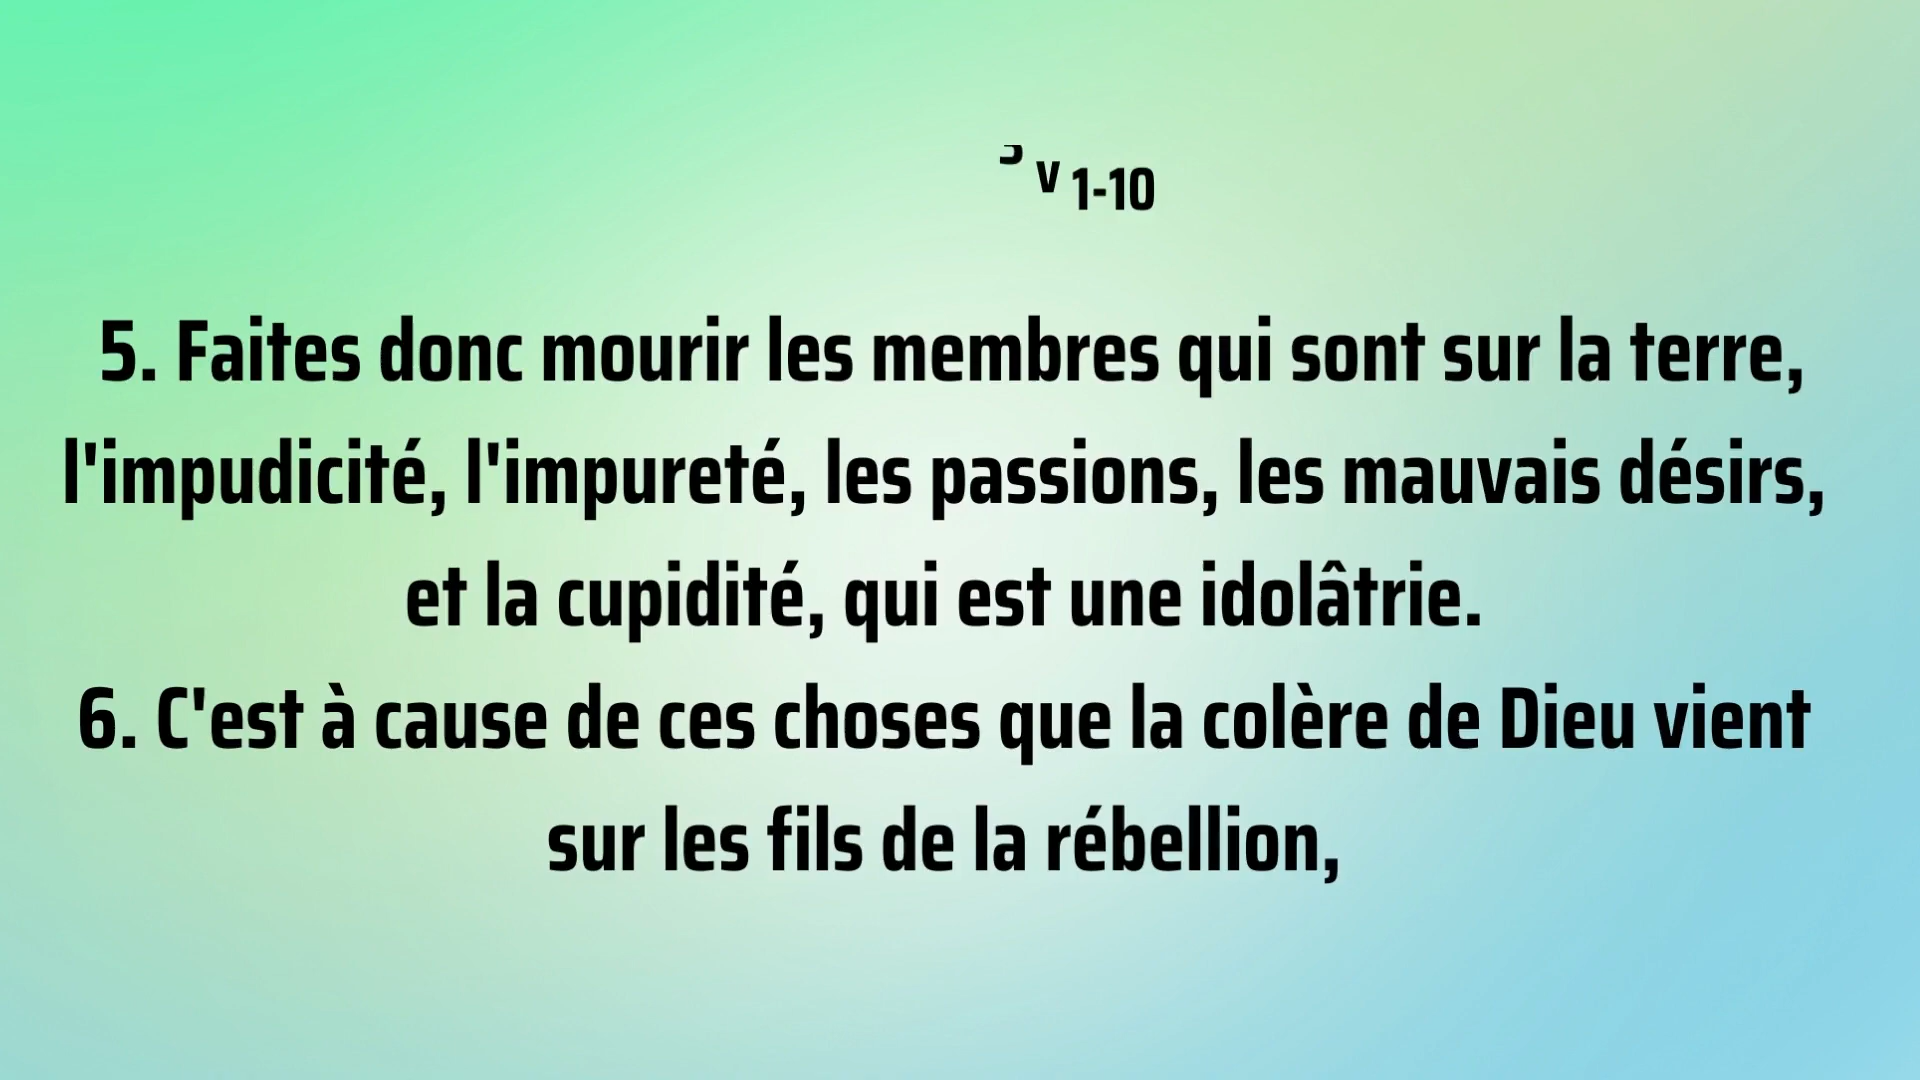 v 1-10
5. Faites donc mourir les membres qui sont sur la terre,
l'impudicité, l'impureté, les passions, les mauvais désirs,
et la cupidité, qui est une idolâtrie.
6. C'est à cause de ces choses que la colère de Dieu vient
sur les fils de la rébellion,